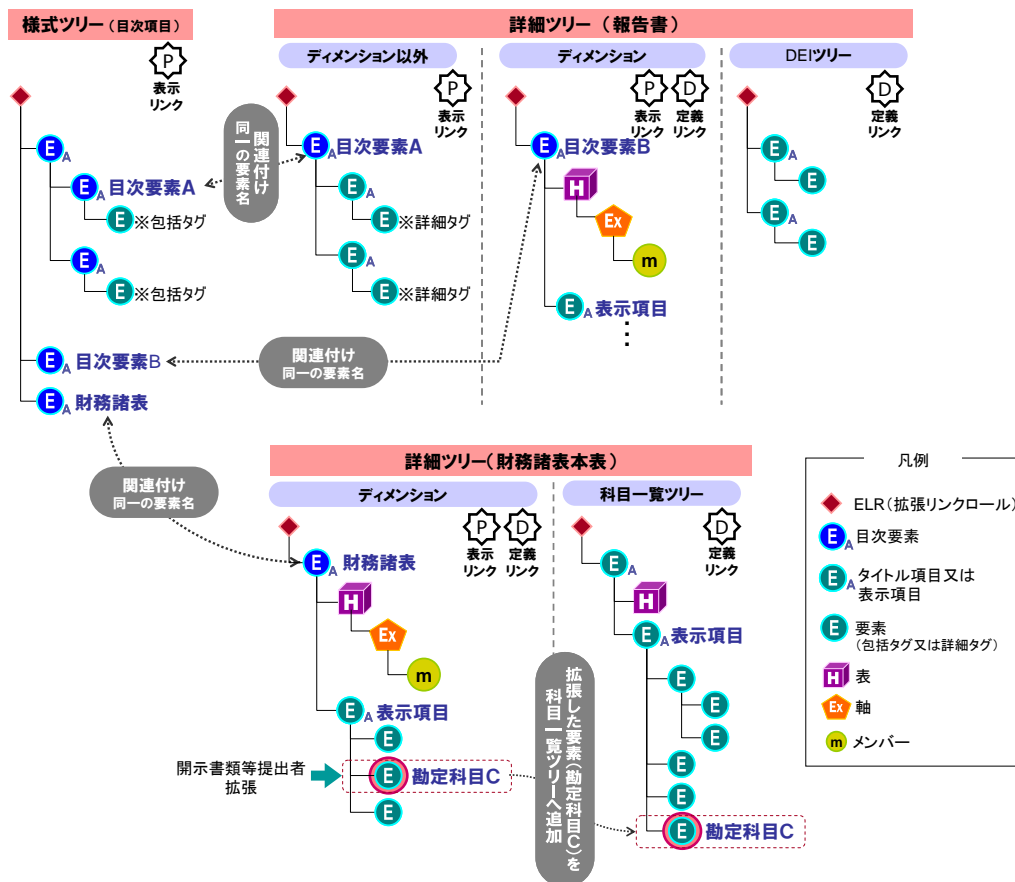 様式ツリー(目次項目)
P
表示
リンク
E
A
E
A 目次要素A
E ※包括タグ
E
A
E ※包括タグ
E
A 目次要素B
E
A 財務諸表
関連付け
同一の要素名
関連付け
同一の要素名
関連付け
同一の要素名
詳細ツリー(報告書)
ディメンション以外
P
表示
リンク
E
A 目次要素A
E
A
E ※詳細タグ
E
A
E ※詳細タグ
ディメンション
P
表示
リンク
D
定義
リンク
E
A 目次要素B
H
Ex
m
E
A 表示項目
DEIツリー
D
定義
リンク
E
A
E
E
A
E
詳細ツリー(財務諸表本表)
ディメンション
P
表示
リンク
D
定義
リンク
E
A 財務諸表
H
Ex
m
E
A 表示項目
E
開示書類等提出者
拡張
E 勘定科目C
E
拡張した要素(勘定科目C)を
科目一覧ツリーへ追加
科目一覧ツリー
D
定義
リンク
E
A
H
E
A 表示項目
E
E
E
E
E
E 勘定科目C
凡例
ELR(拡張リンクロール)
E
A 目次要素
E
A タイトル項目又は
表示項目
E 要素
(包括タグ又は詳細タグ)
H 表
Ex 軸
m メンバー